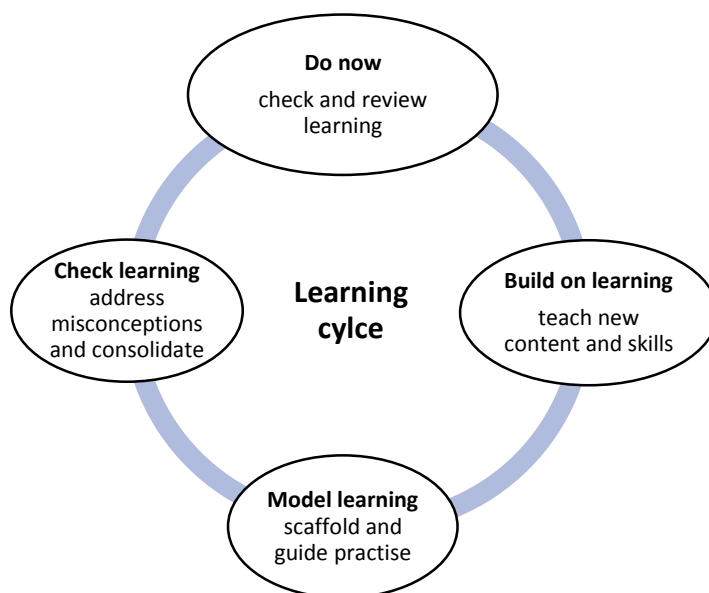 Do now
check and review
learning
Build on learning
teach new
content and skills
Model learning
scaffold and
guide practise
Check learning
address
misconceptions
and consolidate
Learning
cylce